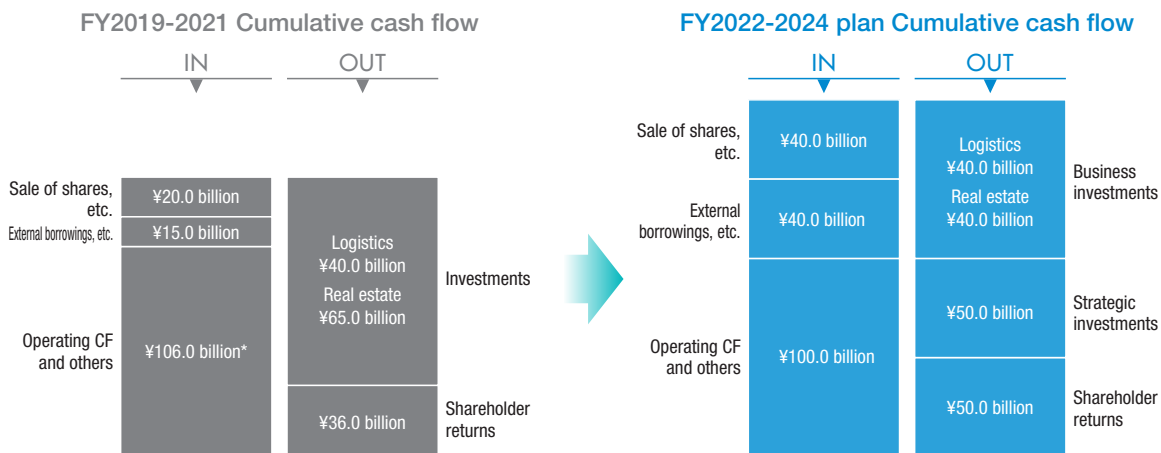 FY2019-2021 Cumulative cash flow
IN
OUT
Sale of shares,
etc.
¥20.0 billion
External borrowings, etc.
¥15.0 billion
Operating CF
and others
¥106.0 billion*
Logistics
¥40.0 billion
Real estate
¥65.0 billion
Investments
¥36.0 billion
Shareholder
returns
FY2022-2024 plan Cumulative cash flow
IN
OUT
Sale of shares,
etc.
¥40.0 billion
External
borrowings, etc.
¥40.0 billion
Operating CF
and others
¥100.0 billion
Logistics
¥40.0 billion
Real estate
¥40.0 billion
Business
investments
¥50.0 billion
Strategic
investments
¥50.0 billion
Shareholder
returns